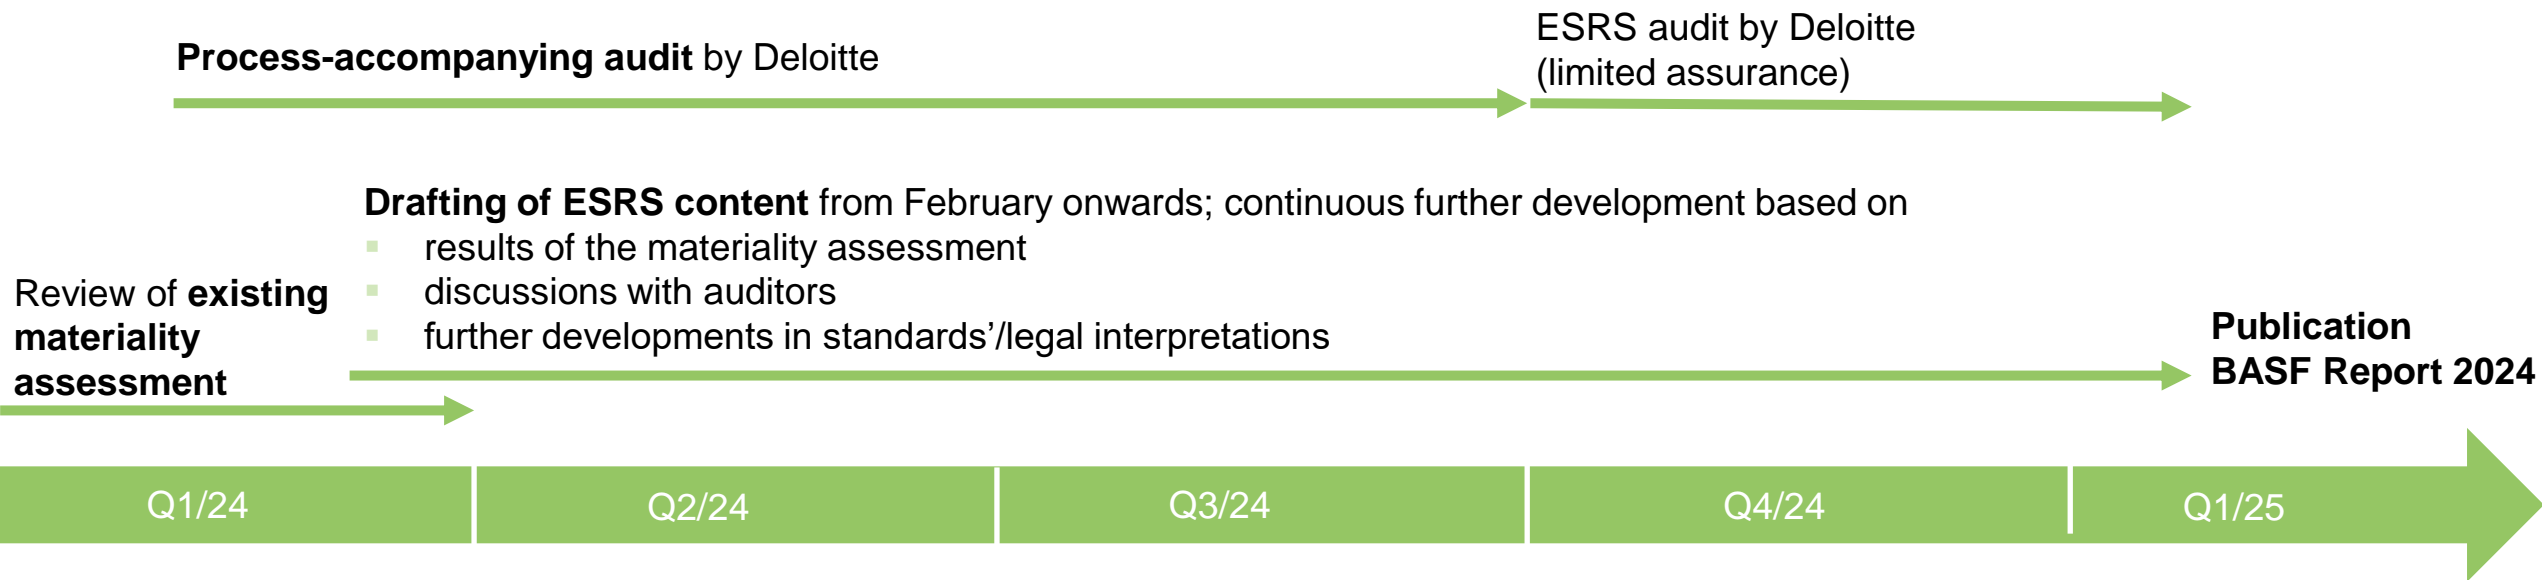 Process-accompanying audit by Deloitte
ESRS audit by Deloitte
(limited assurance)
Drafting of ESRS content from February onwards; continuous further development based on
results of the materiality assessment
discussions with auditors
further developments in standards’/legal interpretations
Review of existing
materiality
assessment
Publication
BASF Report 2024
Q1/24
Q2/24
Q3/24
Q4/24
Q1/25